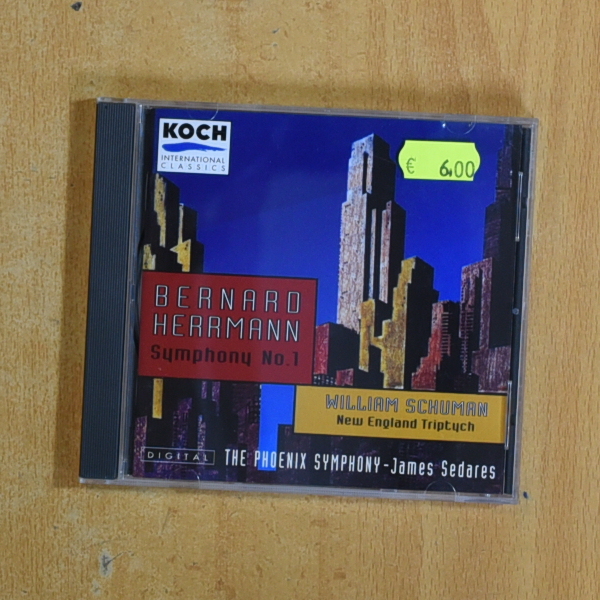 KOCH
INTERNATIONAL
CLASSICS
€ 6,00
BERNARD
HERRMANN
Symphony No.1
WILLIAM SCHUMAN
New England Triptych
DIGITAL
THE PHOENIX SYMPHONY-James Sedares